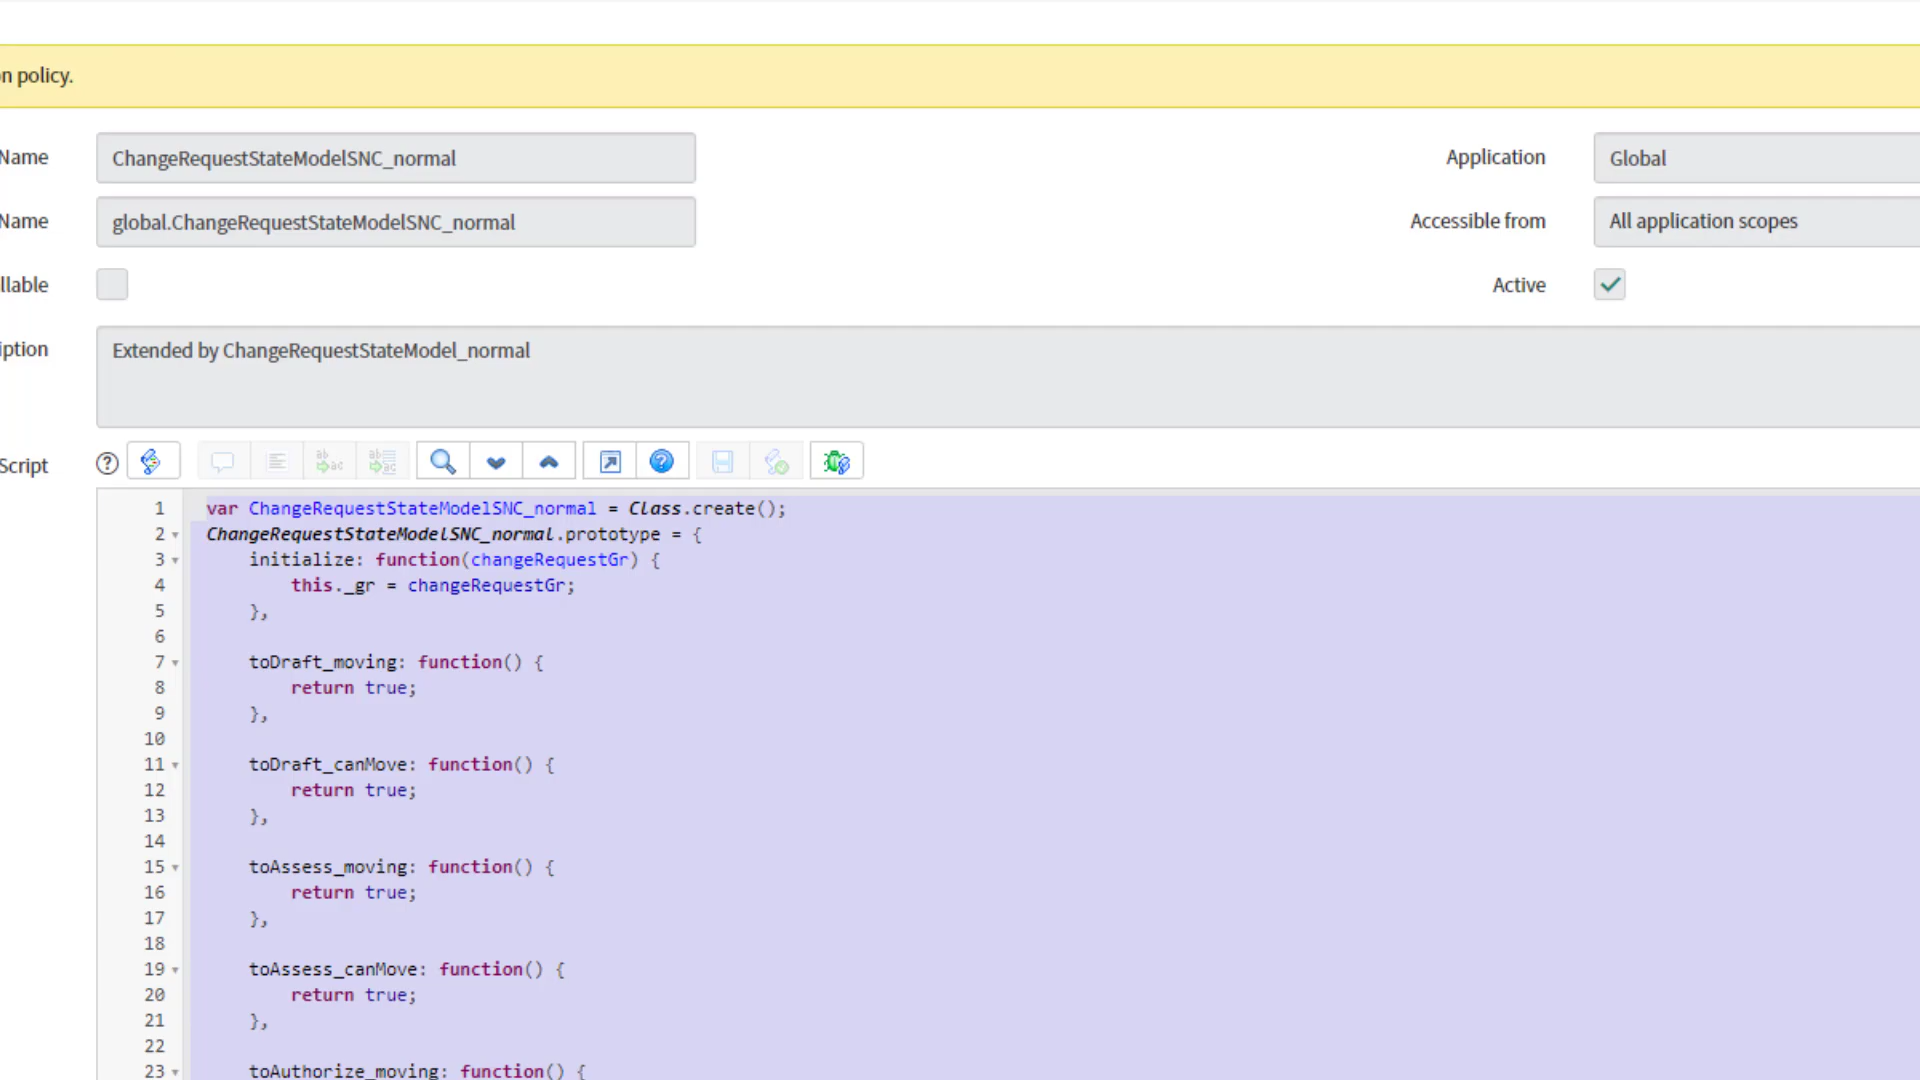 on policy.
Name ChangeRequestStateModelSNC_normal Application Global
Name global.ChangeRequestStateModelSNC_normal Accessible from All application scopes
llable Active
iption Extended by ChangeRequestStateModel_normal
Script
1 var ChangeRequestStateModelSNC_normal = Class.create();
2 ChangeRequestStateModelSNC_normal.prototype = {
3 initialize: function(changeRequestGr) {
4 this._gr = changeRequestGr;
5 },
6
7 toDraft_moving: function() {
8 return true;
9 },
10
11 toDraft_canMove: function() {
12 return true;
13 },
14
15 toAssess_moving: function() {
16 return true;
17 },
18
19 toAssess_canMove: function() {
20 return true;
21 },
22
23 toAuthorize_moving: function() {